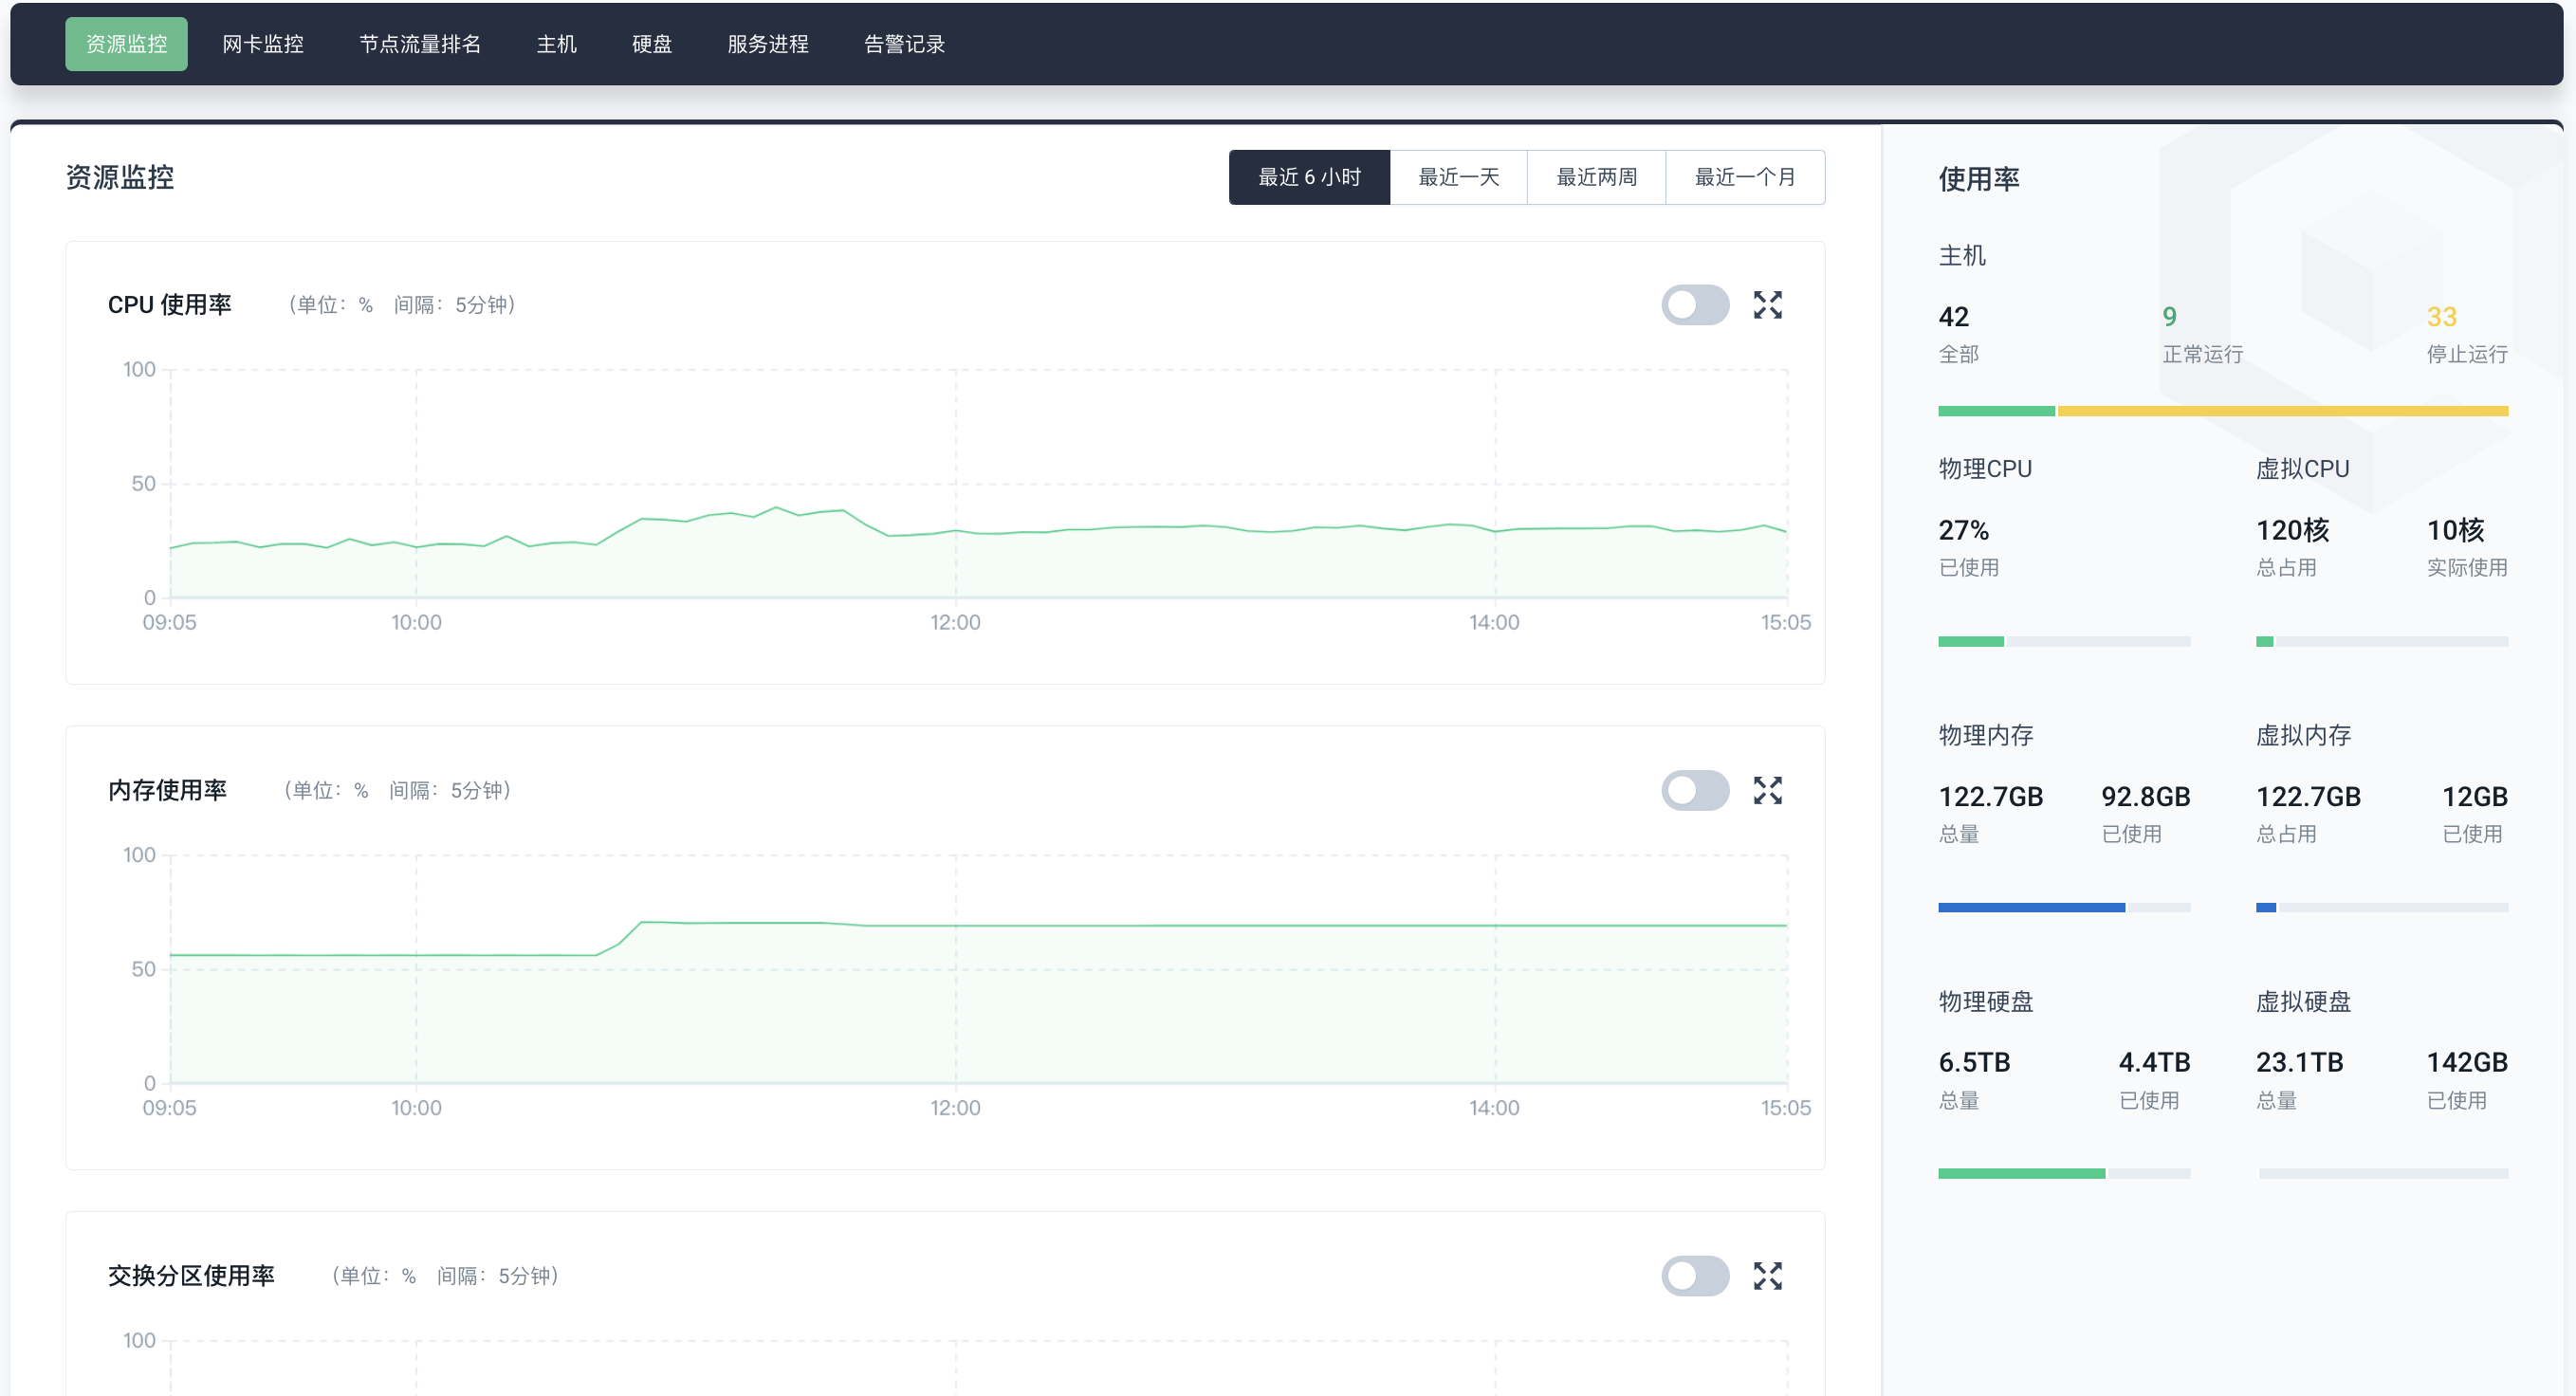 资源监控 网卡监控 节点流量排名 主机 硬盘 服务进程 告警记录
资源监控
最近 6 小时 最近一天 最近两周 最近一个月
CPU 使用率 （单位：% 间隔：5分钟）
100
50
0
09:05 10:00 12:00 14:00 15:05
内存使用率 （单位：% 间隔：5分钟）
100
50
0
09:05 10:00 12:00 14:00 15:05
交换分区使用率 （单位：% 间隔：5分钟）
100
使用率
主机
42 9 33
全部 正常运行 停止运行
物理CPU 虚拟CPU
27% 120核 10核
已使用 总占用 实际使用
物理内存 虚拟内存
122.7GB 92.8GB 122.7GB 12GB
总量 已使用 总占用 已使用
物理硬盘 虚拟硬盘
6.5TB 4.4TB 23.1TB 142GB
总量 已使用 总量 已使用